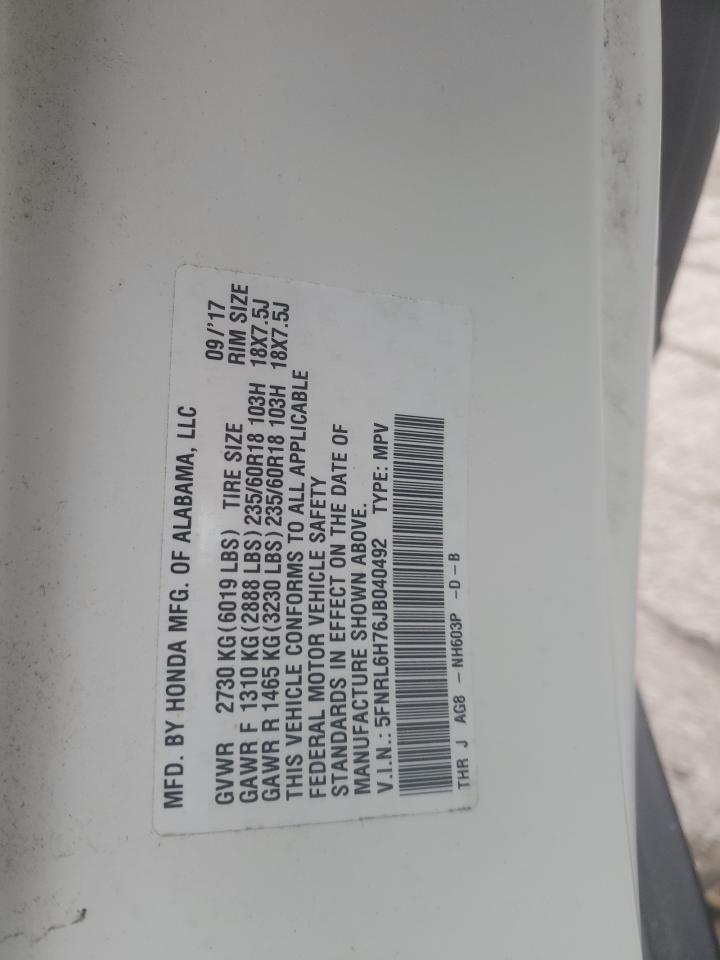 MFD. BY HONDA MFG. OF ALABAMA, LLC 09/'17
GVWR 2730 KG(6019 LBS) TIRE SIZE RIM SIZE
GAWR F 1310 KG(2888 LBS)235/60R18 103H 18X7.5J
GAWR R 1465 KG(3230 LBS)235/60R18 103H 18X7.5J
THIS VEHICLE CONFORMS TO ALL APPLICABLE
FEDERAL MOTOR VEHICLE SAFETY
STANDARDS IN EFFECT ON THE DATE OF
MANUFACTURE SHOWN ABOVE.
V.I.N.: 5FNRL6H76JB040492 TYPE: MPV
THR J AG8 - NH603P -D-B